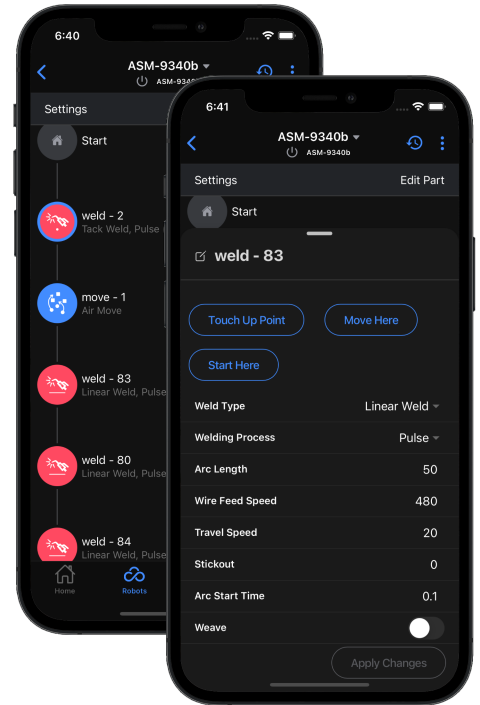 6:40
ASM-9340b
ASM-934
Settings
Start
weld - 2
Tack Weld, Pulse
move - 1
Air Move
weld - 83
Linear Weld, Pulse
weld - 80
Linear Weld, Pulse
weld - 84
Linear Weld, Pulse
Home
Robots
6:41
ASM-9340b
ASM-9340b
Settings Edit Part
Start
weld - 83
Touch Up Point Move Here
Start Here
Weld Type Linear Weld
Welding Process Pulse
Arc Length 50
Wire Feed Speed 480
Travel Speed 20
Stickout 0
Arc Start Time 0.1
Weave
Apply Changes